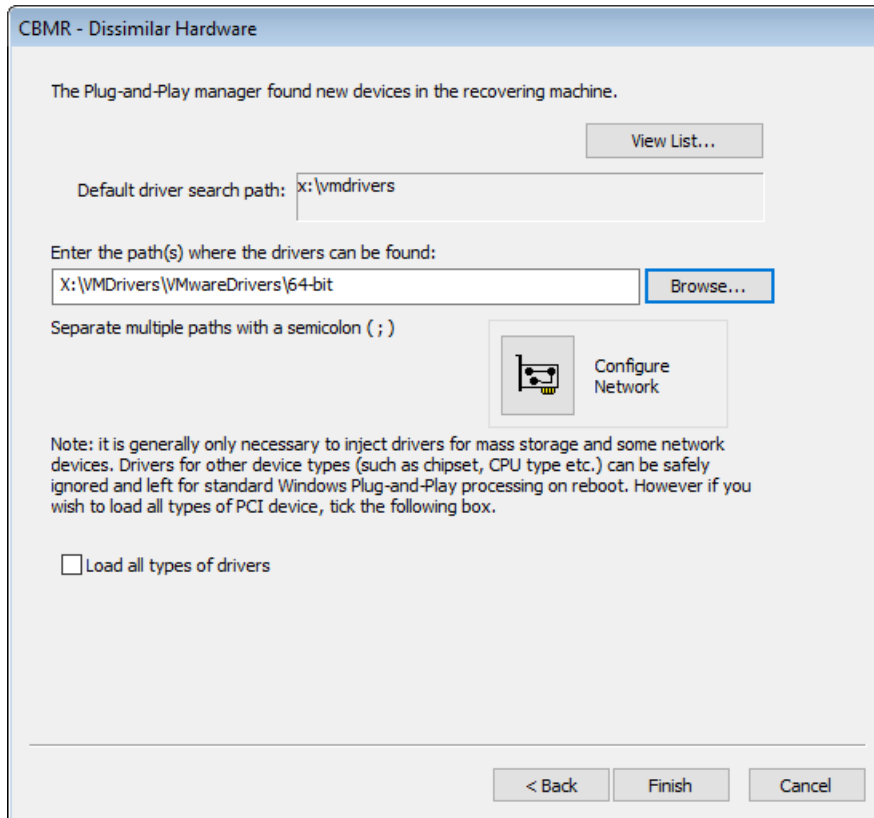 CBMR - Dissimilar Hardware
The Plug-and-Play manager found new devices in the recovering machine.
View List...
Default driver search path: x:\vmdrivers
Enter the path(s) where the drivers can be found:
X:\VMDrivers\VMwareDrivers\64-bit
Browse...
Separate multiple paths with a semicolon ( ; )
Configure
Network
Note: it is generally only necessary to inject drivers for mass storage and some network
devices. Drivers for other device types (such as chipset, CPU type etc.) can be safely
ignored and left for standard Windows Plug-and-Play processing on reboot. However if you
wish to load all types of PCI device, tick the following box.
Load all types of drivers
< Back
Finish
Cancel